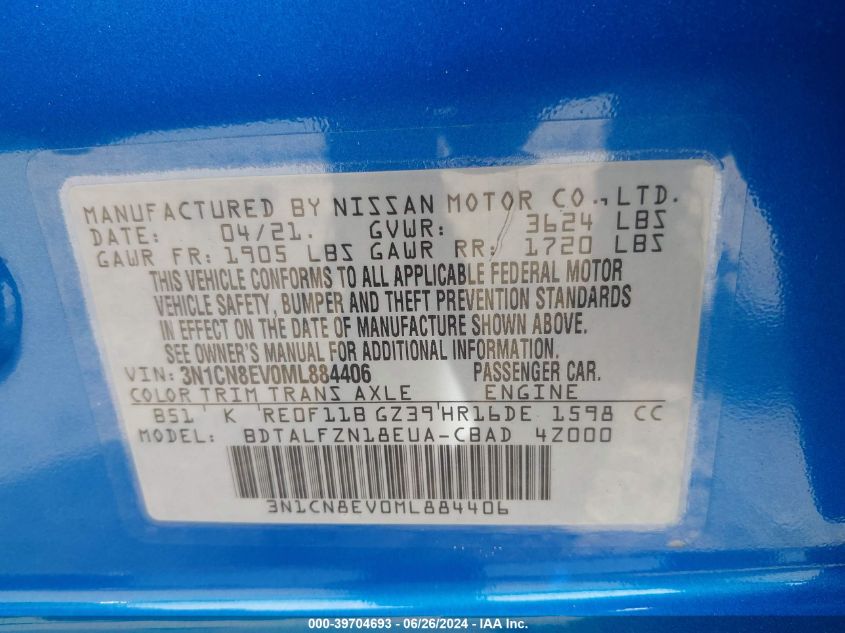 MANUFACTURED BY NISSAN MOTOR CO., LTD.
DATE: 04/21. GVWR: 3624 LBS
GAWR FR: 1905 LBS GAWR RR: 1720 LBS
THIS VEHICLE CONFORMS TO ALL APPLICABLE FEDERAL MOTOR
VEHICLE SAFETY, BUMPER AND THEFT PREVENTION STANDARDS
IN EFFECT ON THE DATE OF MANUFACTURE SHOWN ABOVE.
SEE OWNER'S MANUAL FOR ADDITIONAL INFORMATION.
VIN: 3N1CN8EV0ML884406 PASSENGER CAR.
COLOR TRIM TRANS AXLE ENGINE
B51 K RE0F11B GZ39 HR16DE 1598 CC
MODEL: BDTALFZN18EUA-CBAD 4Z000
3N1CN8EV0ML884406
000-39704693 / 06/26/2024 - IAA Inc.